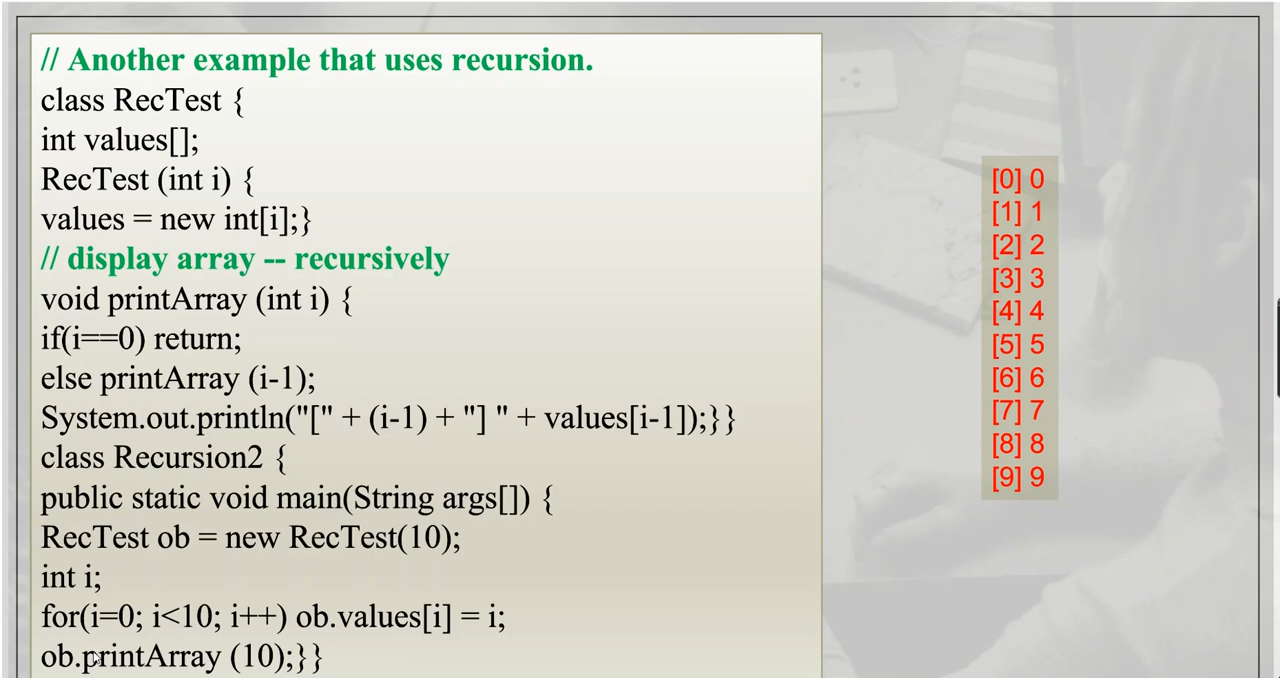 // Another example that uses recursion.
class RecTest {
int values[];
RecTest (int i) {
values = new int[i];}
// display array -- recursively
void printArray (int i) {
if(i==0) return;
else printArray (i-1);
System.out.println("[" + (i-1) + "] " + values[i-1]);}}
class Recursion2 {
public static void main(String args[]) {
RecTest ob = new RecTest(10);
int i;
for(i=0; i<10; i++) ob.values[i] = i;
ob.printArray (10);}}
[0] 0
[1] 1
[2] 2
[3] 3
[4] 4
[5] 5
[6] 6
[7] 7
[8] 8
[9] 9